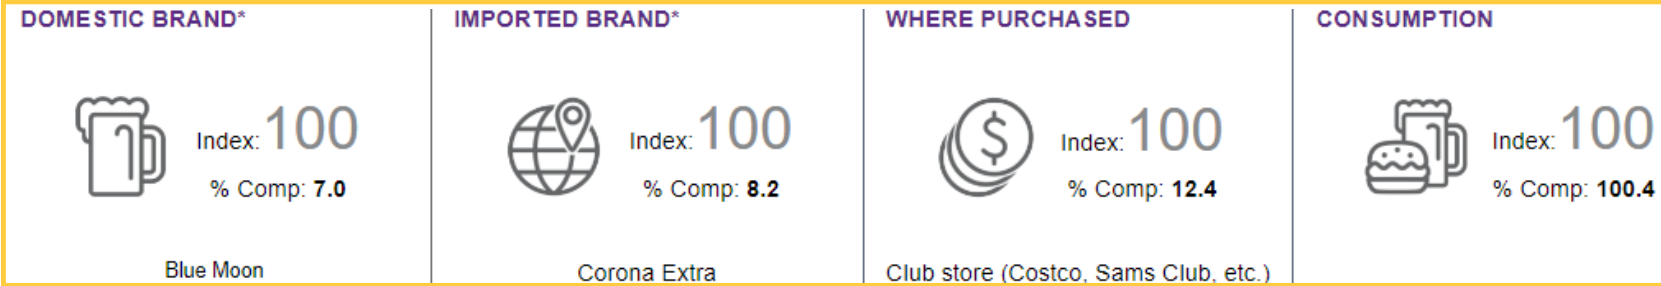 DOMESTIC BRAND*
Index: 100
% Comp: 7.0
Blue Moon
IMPORTED BRAND*
Index: 100
% Comp: 8.2
Corona Extra
WHERE PURCHASED
$
Index: 100
% Comp: 12.4
Club store (Costco, Sams Club, etc.)
CONSUMPTION
Index: 100
% Comp: 100.4